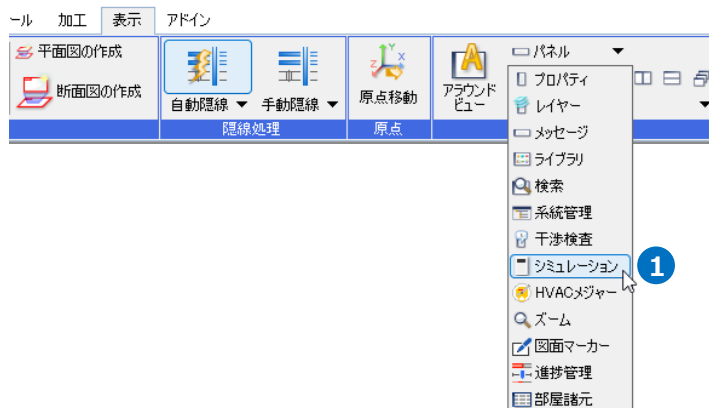 ール 加工 表示 アドイン
平面図の作成
断面図の作成
自動隠線 手動隠線
隠線処理
原点移動
原点
アラウンド
ビュー
パネル
プロパティ
レイヤー
メッセージ
ライブラリ
検索
系統管理
干渉検査
シミュレーション
1
HVACメジャー
ズーム
図面マーカー
進捗管理
部屋諸元